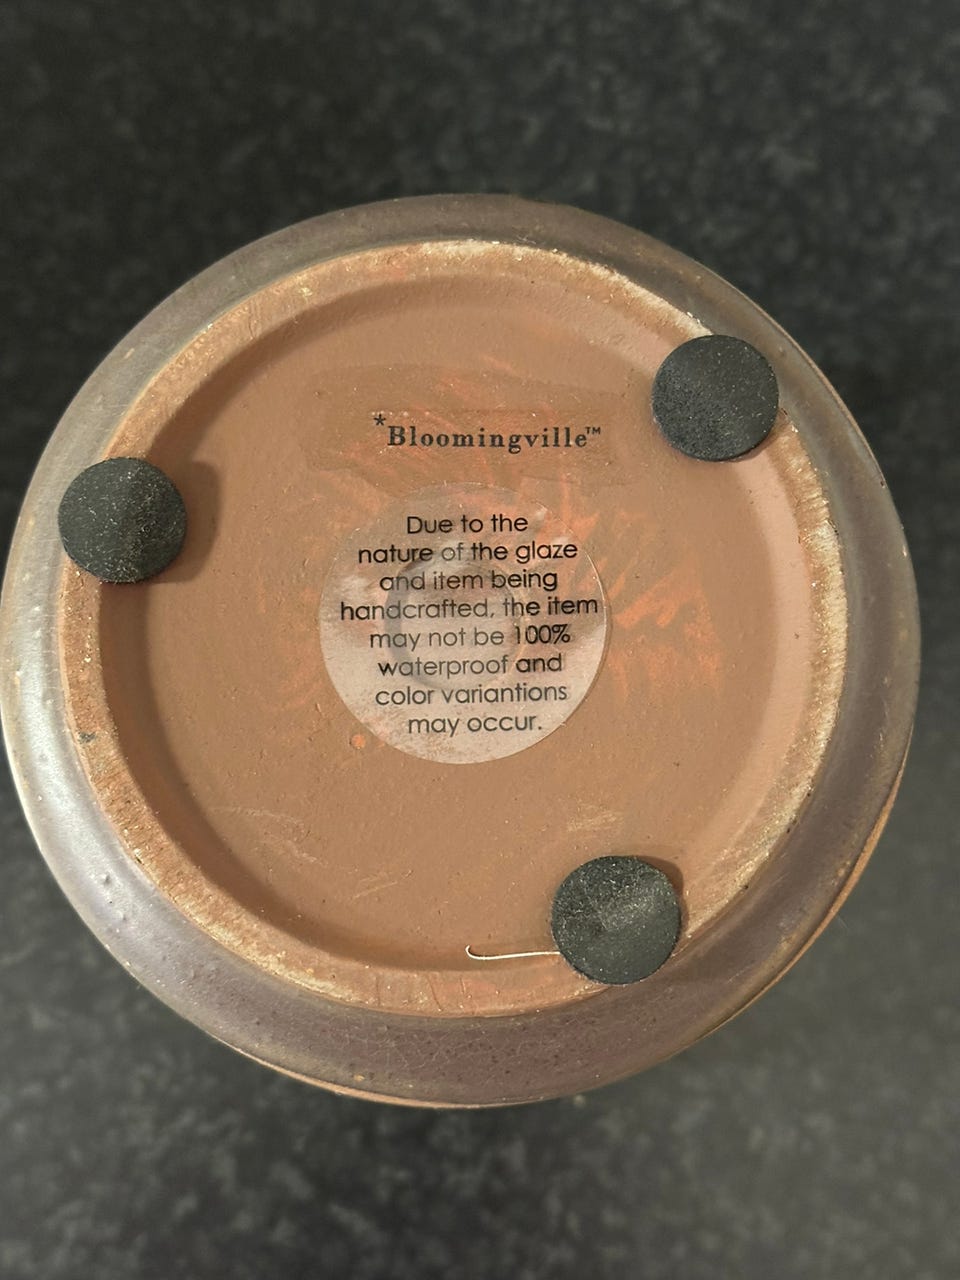 *Bloomingville™
Due to the
nature of the glaze
and item being
handcrafted, the item
may not be 100%
waterproof and
color variantions
may occur.